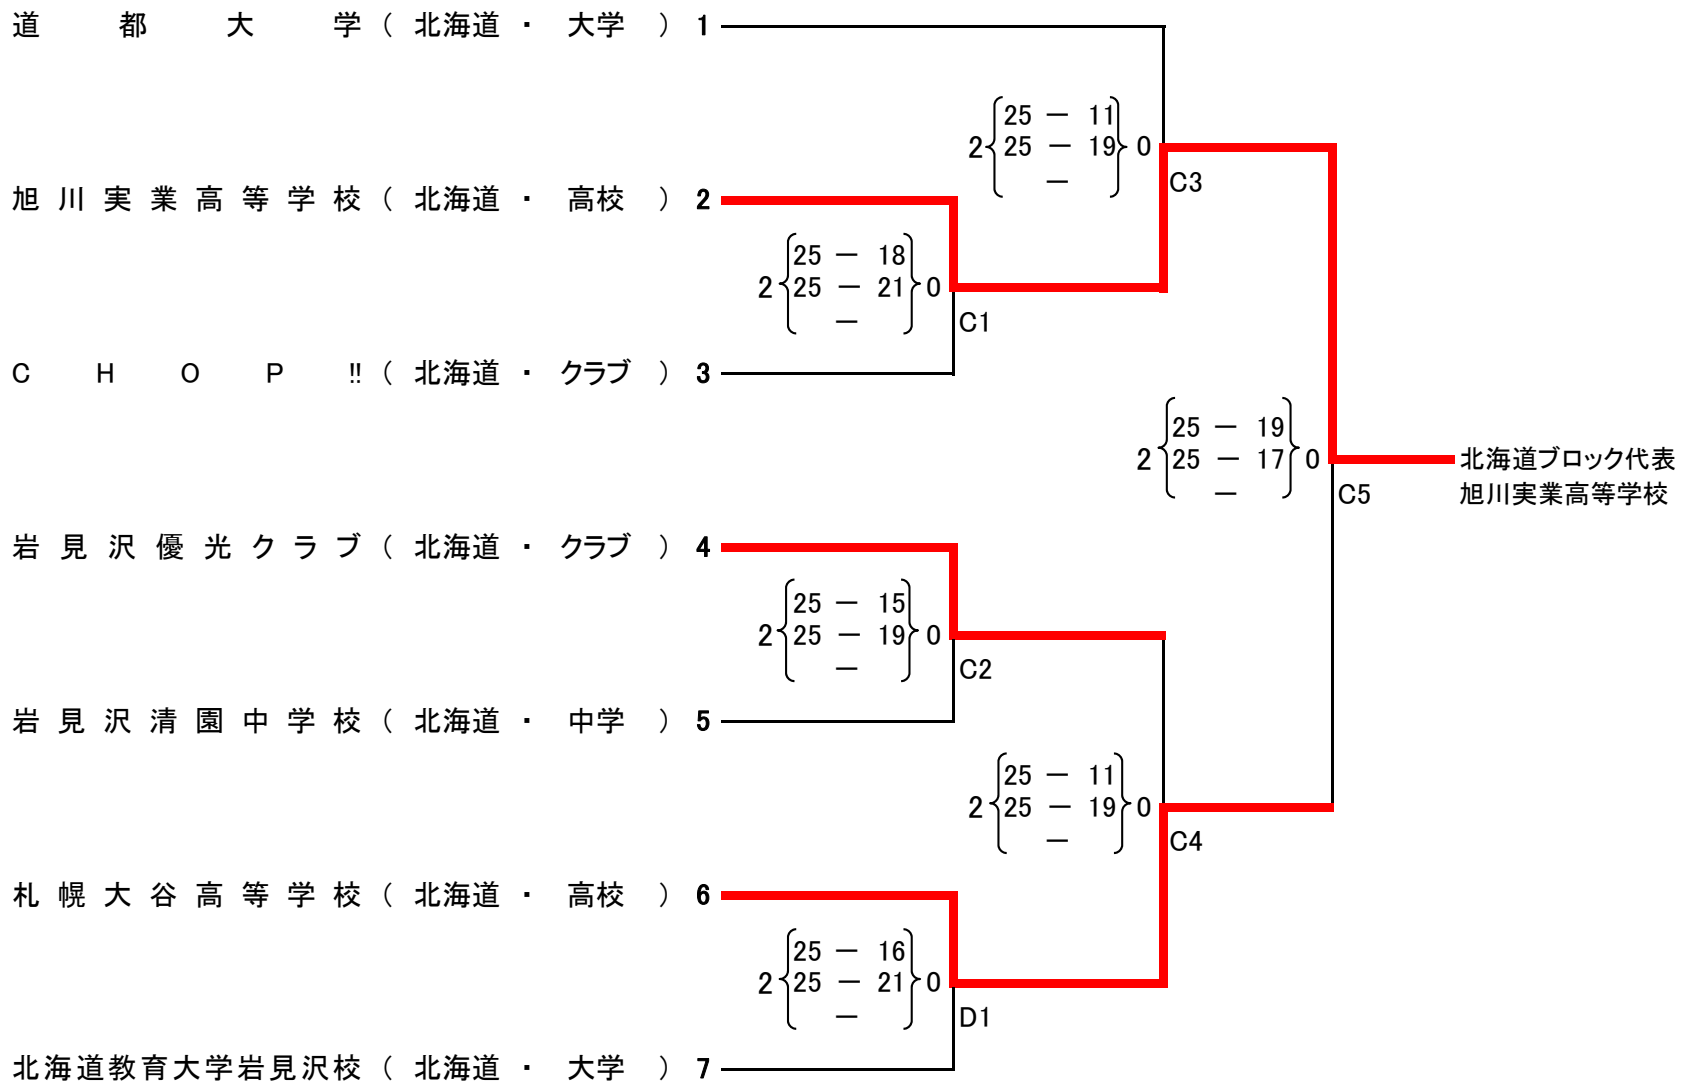 道都大学（ 北海道 ・ 大学 ） 1
25 － 11
2 25 － 19 0
－
C3
旭川実業高等学校（ 北海道 ・ 高校 ） 2
25 － 18
2 25 － 21 0
－
C1
CHOP!!（ 北海道 ・ クラブ ） 3
25 － 19
2 25 － 17 0
－
C5
北海道ブロック代表
旭川実業高等学校
岩見沢優光クラブ（ 北海道 ・ クラブ ） 4
25 － 15
2 25 － 19 0
－
C2
岩見沢清園中学校（ 北海道 ・ 中学 ） 5
25 － 11
2 25 － 19 0
－
C4
札幌大谷高等学校（ 北海道 ・ 高校 ） 6
25 － 16
2 25 － 21 0
－
D1
北海道教育大学岩見沢校（ 北海道 ・ 大学 ） 7